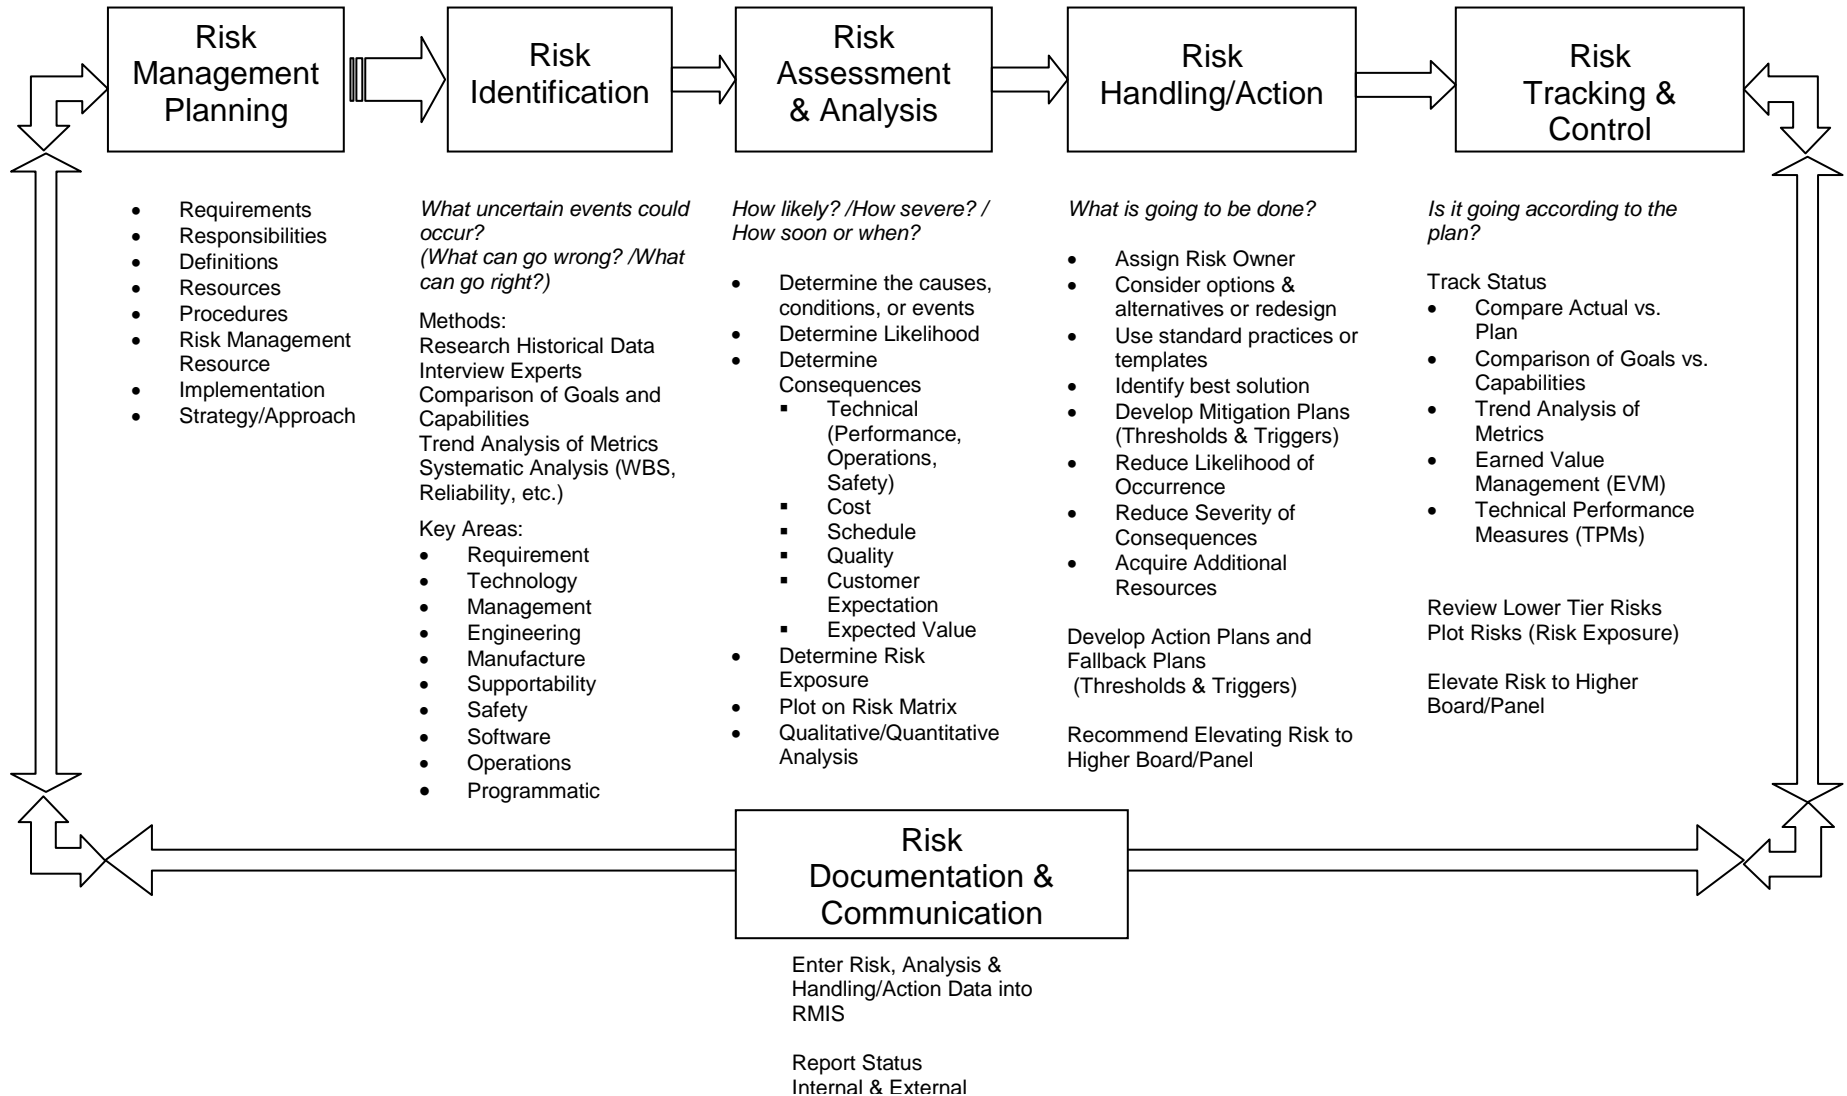 Risk
Management
Planning
Risk
Identification
Risk
Assessment
& Analysis
Risk
Handling/Action
Risk
Tracking &
Control
• Requirements
• Responsibilities
• Definitions
• Resources
• Procedures
• Risk Management
Resource
• Implementation
• Strategy/Approach
What uncertain events could
occur?
(What can go wrong? /What
can go right?)
Methods:
Research Historical Data
Interview Experts
Comparison of Goals and
Capabilities
Trend Analysis of Metrics
Systematic Analysis (WBS,
Reliability, etc.)
Key Areas:
• Requirement
• Technology
• Management
• Engineering
• Manufacture
• Supportability
• Safety
• Software
• Operations
• Programmatic
How likely? /How severe? /
How soon or when?
• Determine the causes,
conditions, or events
• Determine Likelihood
• Determine
Consequences
▪ Technical
(Performance,
Operations,
Safety)
▪ Cost
▪ Schedule
▪ Quality
▪ Customer
Expectation
▪ Expected Value
• Determine Risk
Exposure
• Plot on Risk Matrix
• Qualitative/Quantitative
Analysis
What is going to be done?
• Assign Risk Owner
• Consider options &
alternatives or redesign
• Use standard practices or
templates
• Identify best solution
• Develop Mitigation Plans
(Thresholds & Triggers)
• Reduce Likelihood of
Occurrence
• Reduce Severity of
Consequences
• Acquire Additional
Resources
Develop Action Plans and
Fallback Plans
(Thresholds & Triggers)
Recommend Elevating Risk to
Higher Board/Panel
Is it going according to the
plan?
Track Status
• Compare Actual vs.
Plan
• Comparison of Goals vs.
Capabilities
• Trend Analysis of
Metrics
• Earned Value
Management (EVM)
• Technical Performance
Measures (TPMs)
Review Lower Tier Risks
Plot Risks (Risk Exposure)
Elevate Risk to Higher
Board/Panel
Risk
Documentation &
Communication
Enter Risk, Analysis &
Handling/Action Data into
RMIS
Report Status
Internal & External